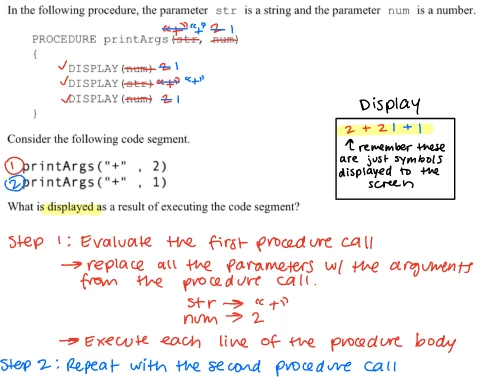 In the following procedure, the parameter str is a string and the parameter num is a number.
"+" "+" 2 1
PROCEDURE printArgs(str, num)
{
DISPLAY(num) 2 1
DISPLAY(str) "+" "+"
DISPLAY(num) 2 1
}
Display
2 + 2 1 + 1
remember these
are just symbols
displayed to the
screen
Consider the following code segment.
1 printArgs("+" , 2)
2 printArgs("+" , 1)
What is displayed as a result of executing the code segment?
Step 1: Evaluate the first procedure call
→ replace all the parameters w/ the arguments
from the procedure call.
str → "+"
num → 2
→ Execute each line of the procedure body
Step 2: Repeat with the second procedure call